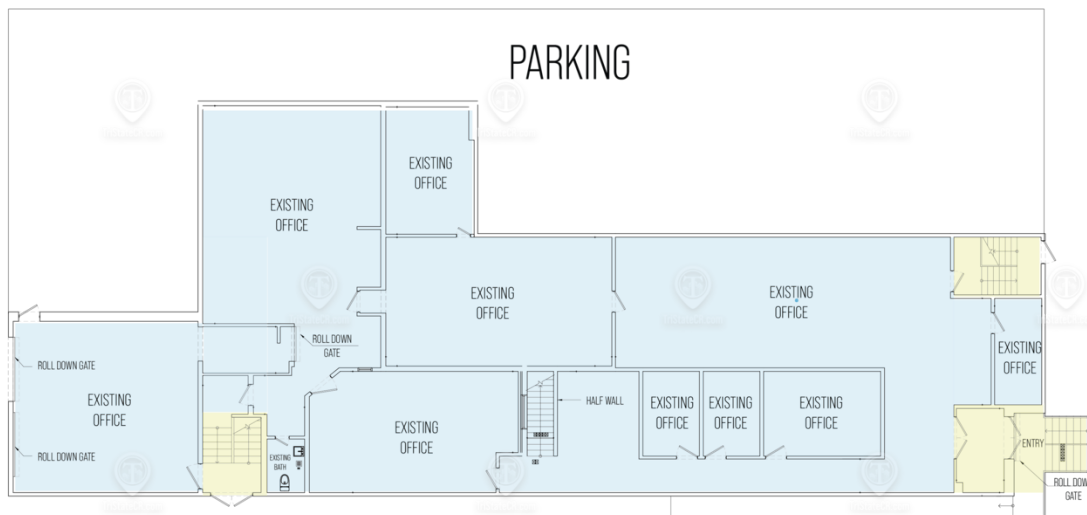 PARKING
EXISTING
OFFICE
EXISTING
OFFICE
EXISTING
OFFICE
EXISTING
OFFICE
ROLL DOWN
GATE
EXISTING
OFFICE
ROLL DOWN GATE
EXISTING
OFFICE
HALF WALL
EXISTING
OFFICE
EXISTING
OFFICE
EXISTING
OFFICE
EXISTING
OFFICE
ROLL DOWN GATE
EXISTING
BATH
ENTRY
ROLL DOW
GATE